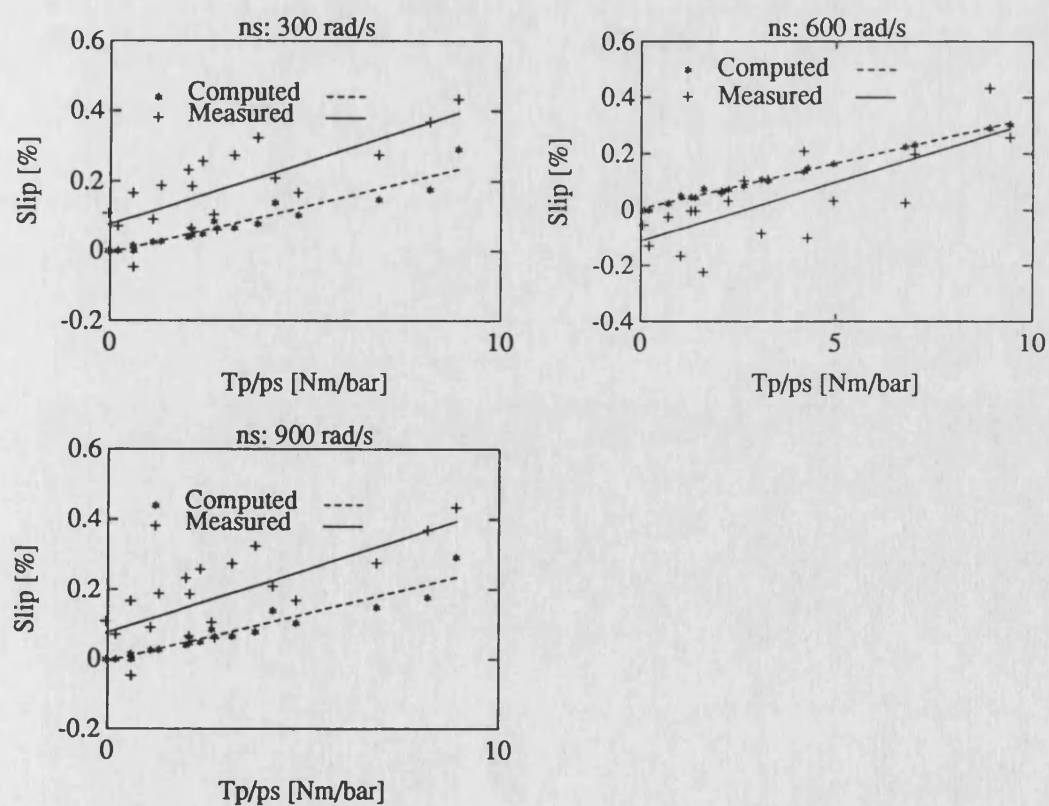 ns: 300 rad/s
0.6
0.4
0.2
0
-0.2
Slip [%]
* Computed
+ Measured
0
10
Tp/ps [Nm/bar]
ns: 600 rad/s
0.6
0.4
0.2
0
-0.2
-0.4
Slip [%]
* Computed
+ Measured
0
5
10
Tp/ps [Nm/bar]
ns: 900 rad/s
0.6
0.4
0.2
0
-0.2
Slip [%]
* Computed
+ Measured
0
10
Tp/ps [Nm/bar]